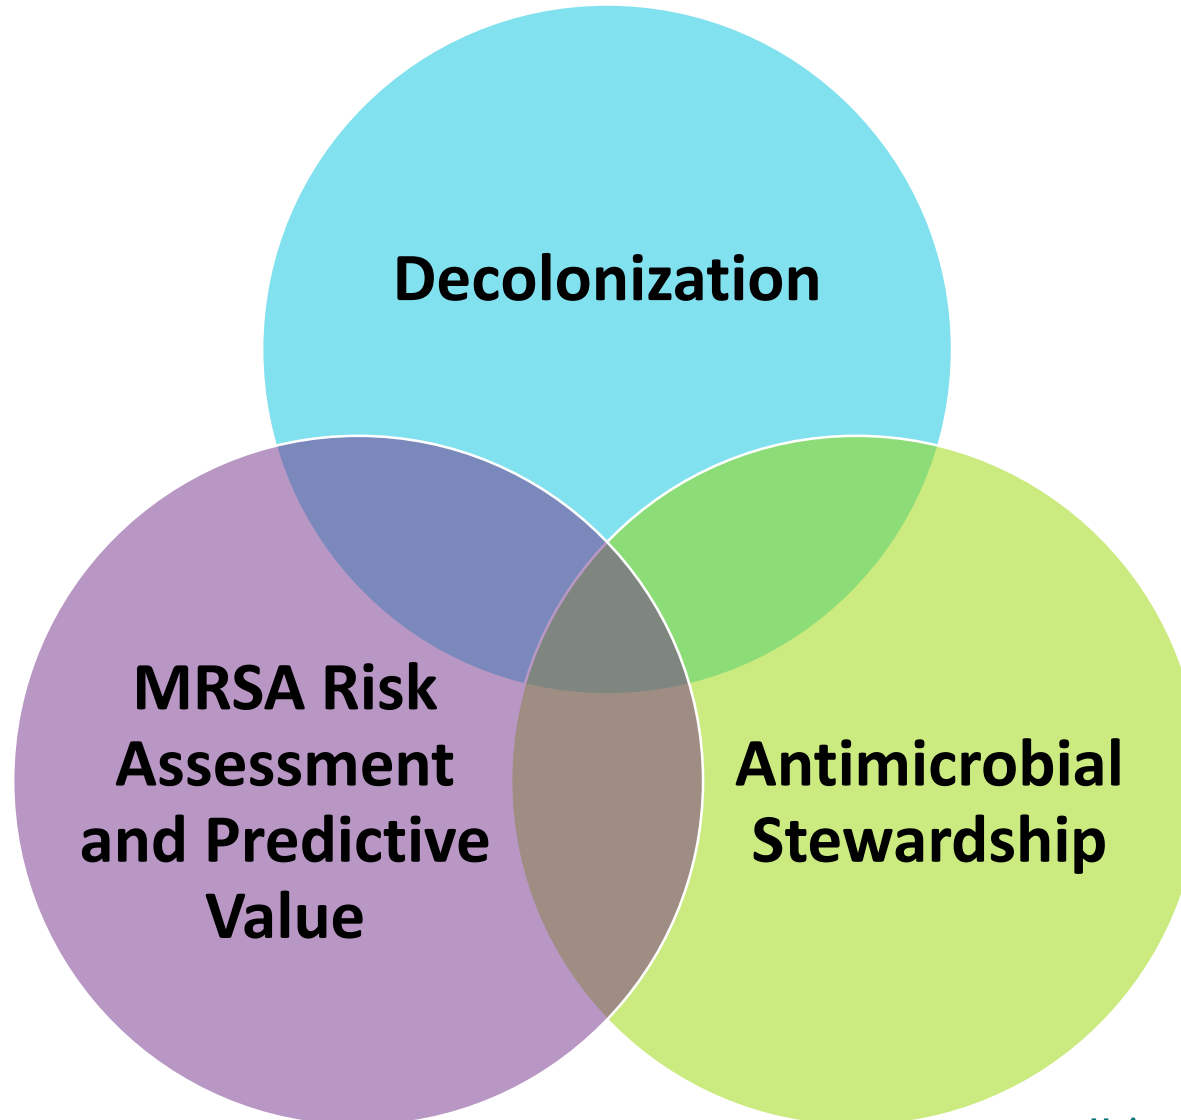 Decolonization
MRSA Risk
Assessment
and Predictive
Value
Antimicrobial
Stewardship